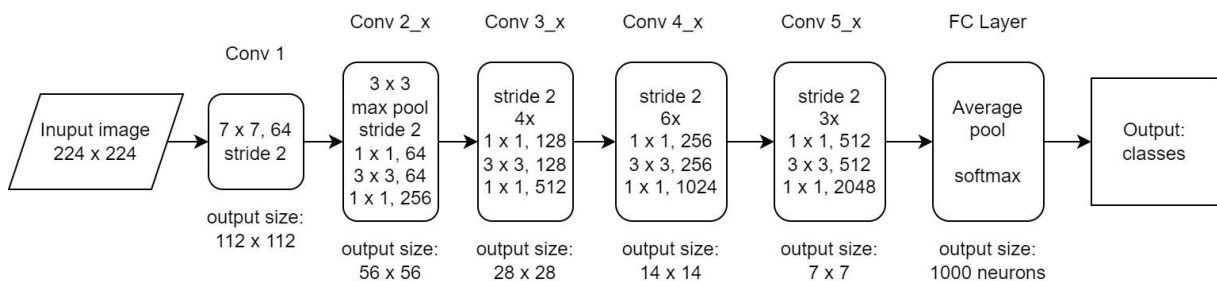 Inuput image
224 x 224
Conv 1
7 x 7, 64
stride 2
output size:
112 x 112
Conv 2_x
3 x 3
max pool
stride 2
1 x 1, 64
3 x 3, 64
1 x 1, 256
output size:
56 x 56
Conv 3_x
stride 2
4x
1 x 1, 128
3 x 3, 128
1 x 1, 512
output size:
28 x 28
Conv 4_x
stride 2
6x
1 x 1, 256
3 x 3, 256
1 x 1, 1024
output size:
14 x 14
Conv 5_x
stride 2
3x
1 x 1, 512
3 x 3, 512
1 x 1, 2048
output size:
7 x 7
FC Layer
Average
pool
softmax
output size:
1000 neurons
Output:
classes